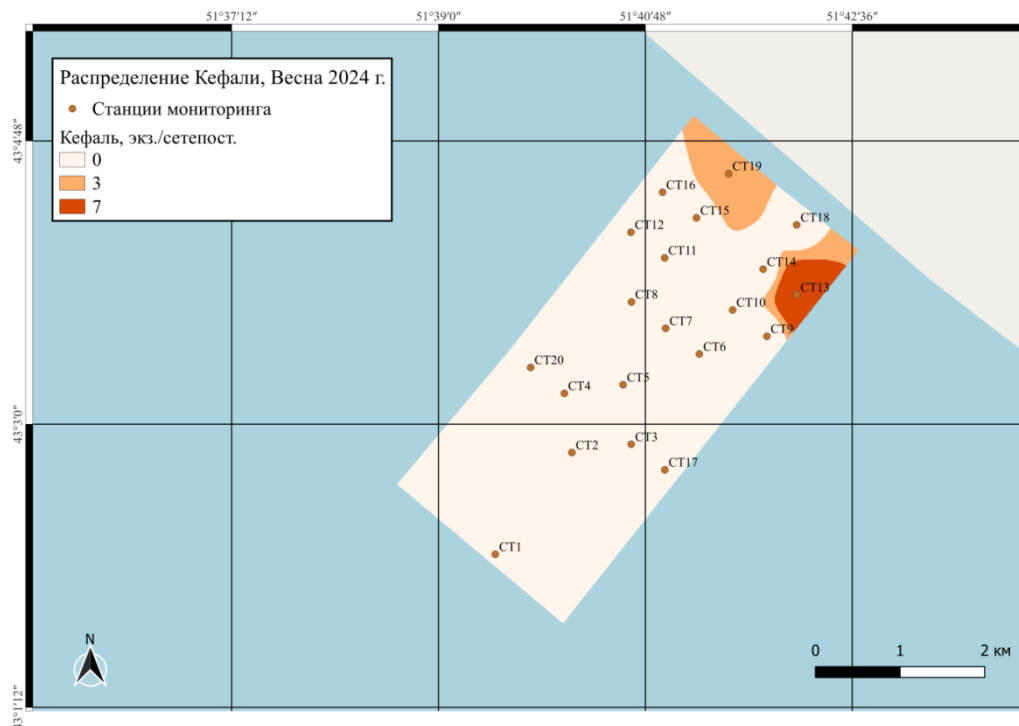 51°37'12"
51°39'0"
51°40'48"
51°42'36"
Распределение Кефали, Весна 2024 г.
Станции мониторинга
Кефаль, экз./сетепост.
0
3
7
43°4'48"
43°3'0"
43°1'12"
СТ19
СТ16
СТ15
СТ18
СТ12
СТ11
СТ14
СТ13
СТ8
СТ10
СТ7
СТ9
СТ6
СТ20
СТ5
СТ4
СТ3
СТ2
СТ17
СТ1
N
0 1 2 км